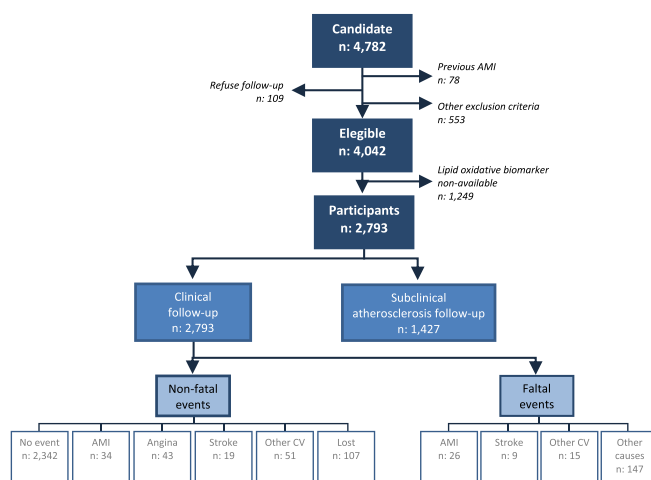 Candidate
n: 4,782
Previous AMI
n: 78
Refuse follow-up
n: 109
Other exclusion criteria
n: 553
Elegible
n: 4,042
Lipid oxidative biomarker
non-available
n: 1,249
Participants
n: 2,793
Clinical
follow-up
n: 2,793
Subclinical
atherosclerosis follow-up
n: 1,427
Non-fatal
events
Faltal
events
No event
n: 2,342
AMI
n: 34
Angina
n: 43
Stroke
n: 19
Other CV
n: 51
Lost
n: 107
AMI
n: 26
Stroke
n: 9
Other CV
n: 15
Other
causes
n: 147